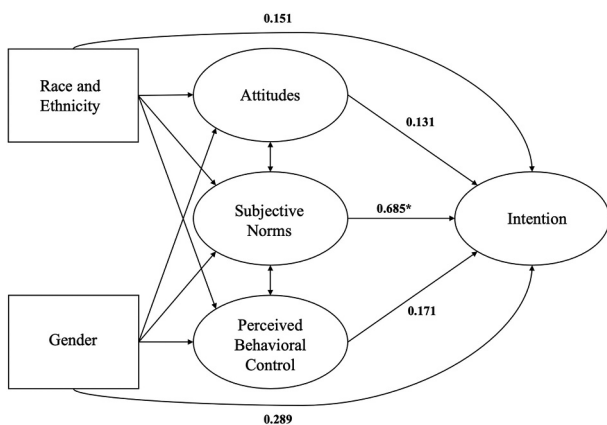 0.151
Race and
Ethnicity
Attitudes
0.131
Subjective
Norms
0.685*
Intention
Gender
Perceived
Behavioral
Control
0.171
0.289